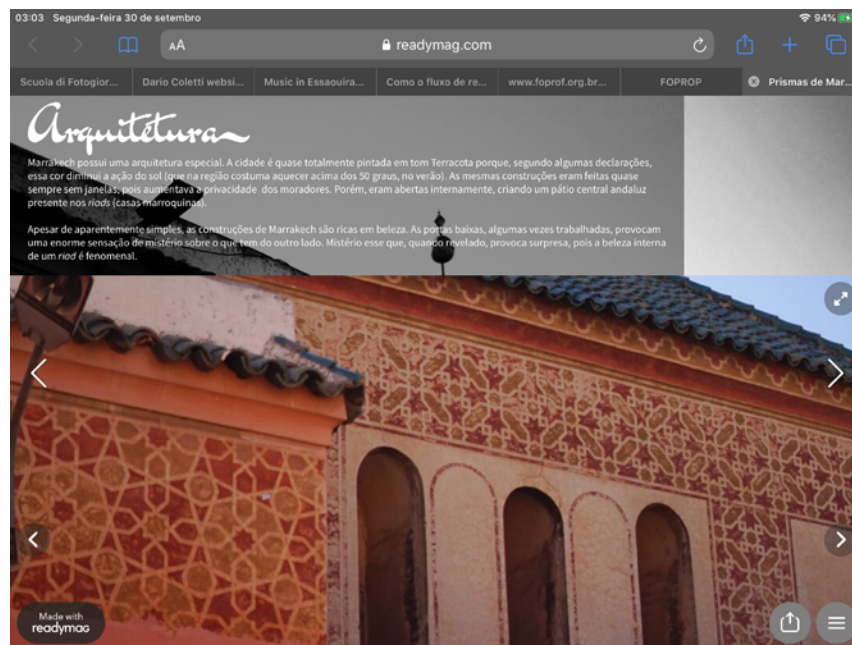 03:03 Segunda-feira 30 de setembro
94%
AA
readymag.com
Scuola di Fotogior...
Dario Coletti websi...
Music in Essaouira...
Como o fluxo de re...
www.foprof.org.br...
FOPROP
Prismas de Mar...
Arquitetura
Marrakech possui uma arquitetura especial. A cidade é quase totalmente pintada em tom Terracota porque, segundo algumas declarações,
essa cor diminui a ação do sol (que na região costuma aquecer acima dos 50 graus, no verão). As mesmas construções eram feitas quase
sempre sem janelas, pois aumentava a privacidade dos moradores. Porém, eram abertas internamente, criando um pátio central andaluz
presente nos riads (casas marroquinas).
Apesar de aparentemente simples, as construções de Marrakech são ricas em beleza. As portas baixas, algumas vezes trabalhadas, provocam
uma enorme sensação de mistério sobre o que tem do outro lado. Mistério esse que, quando revelado, provoca surpresa, pois a beleza interna
de um riad é fenomenal.
Made with
readymag